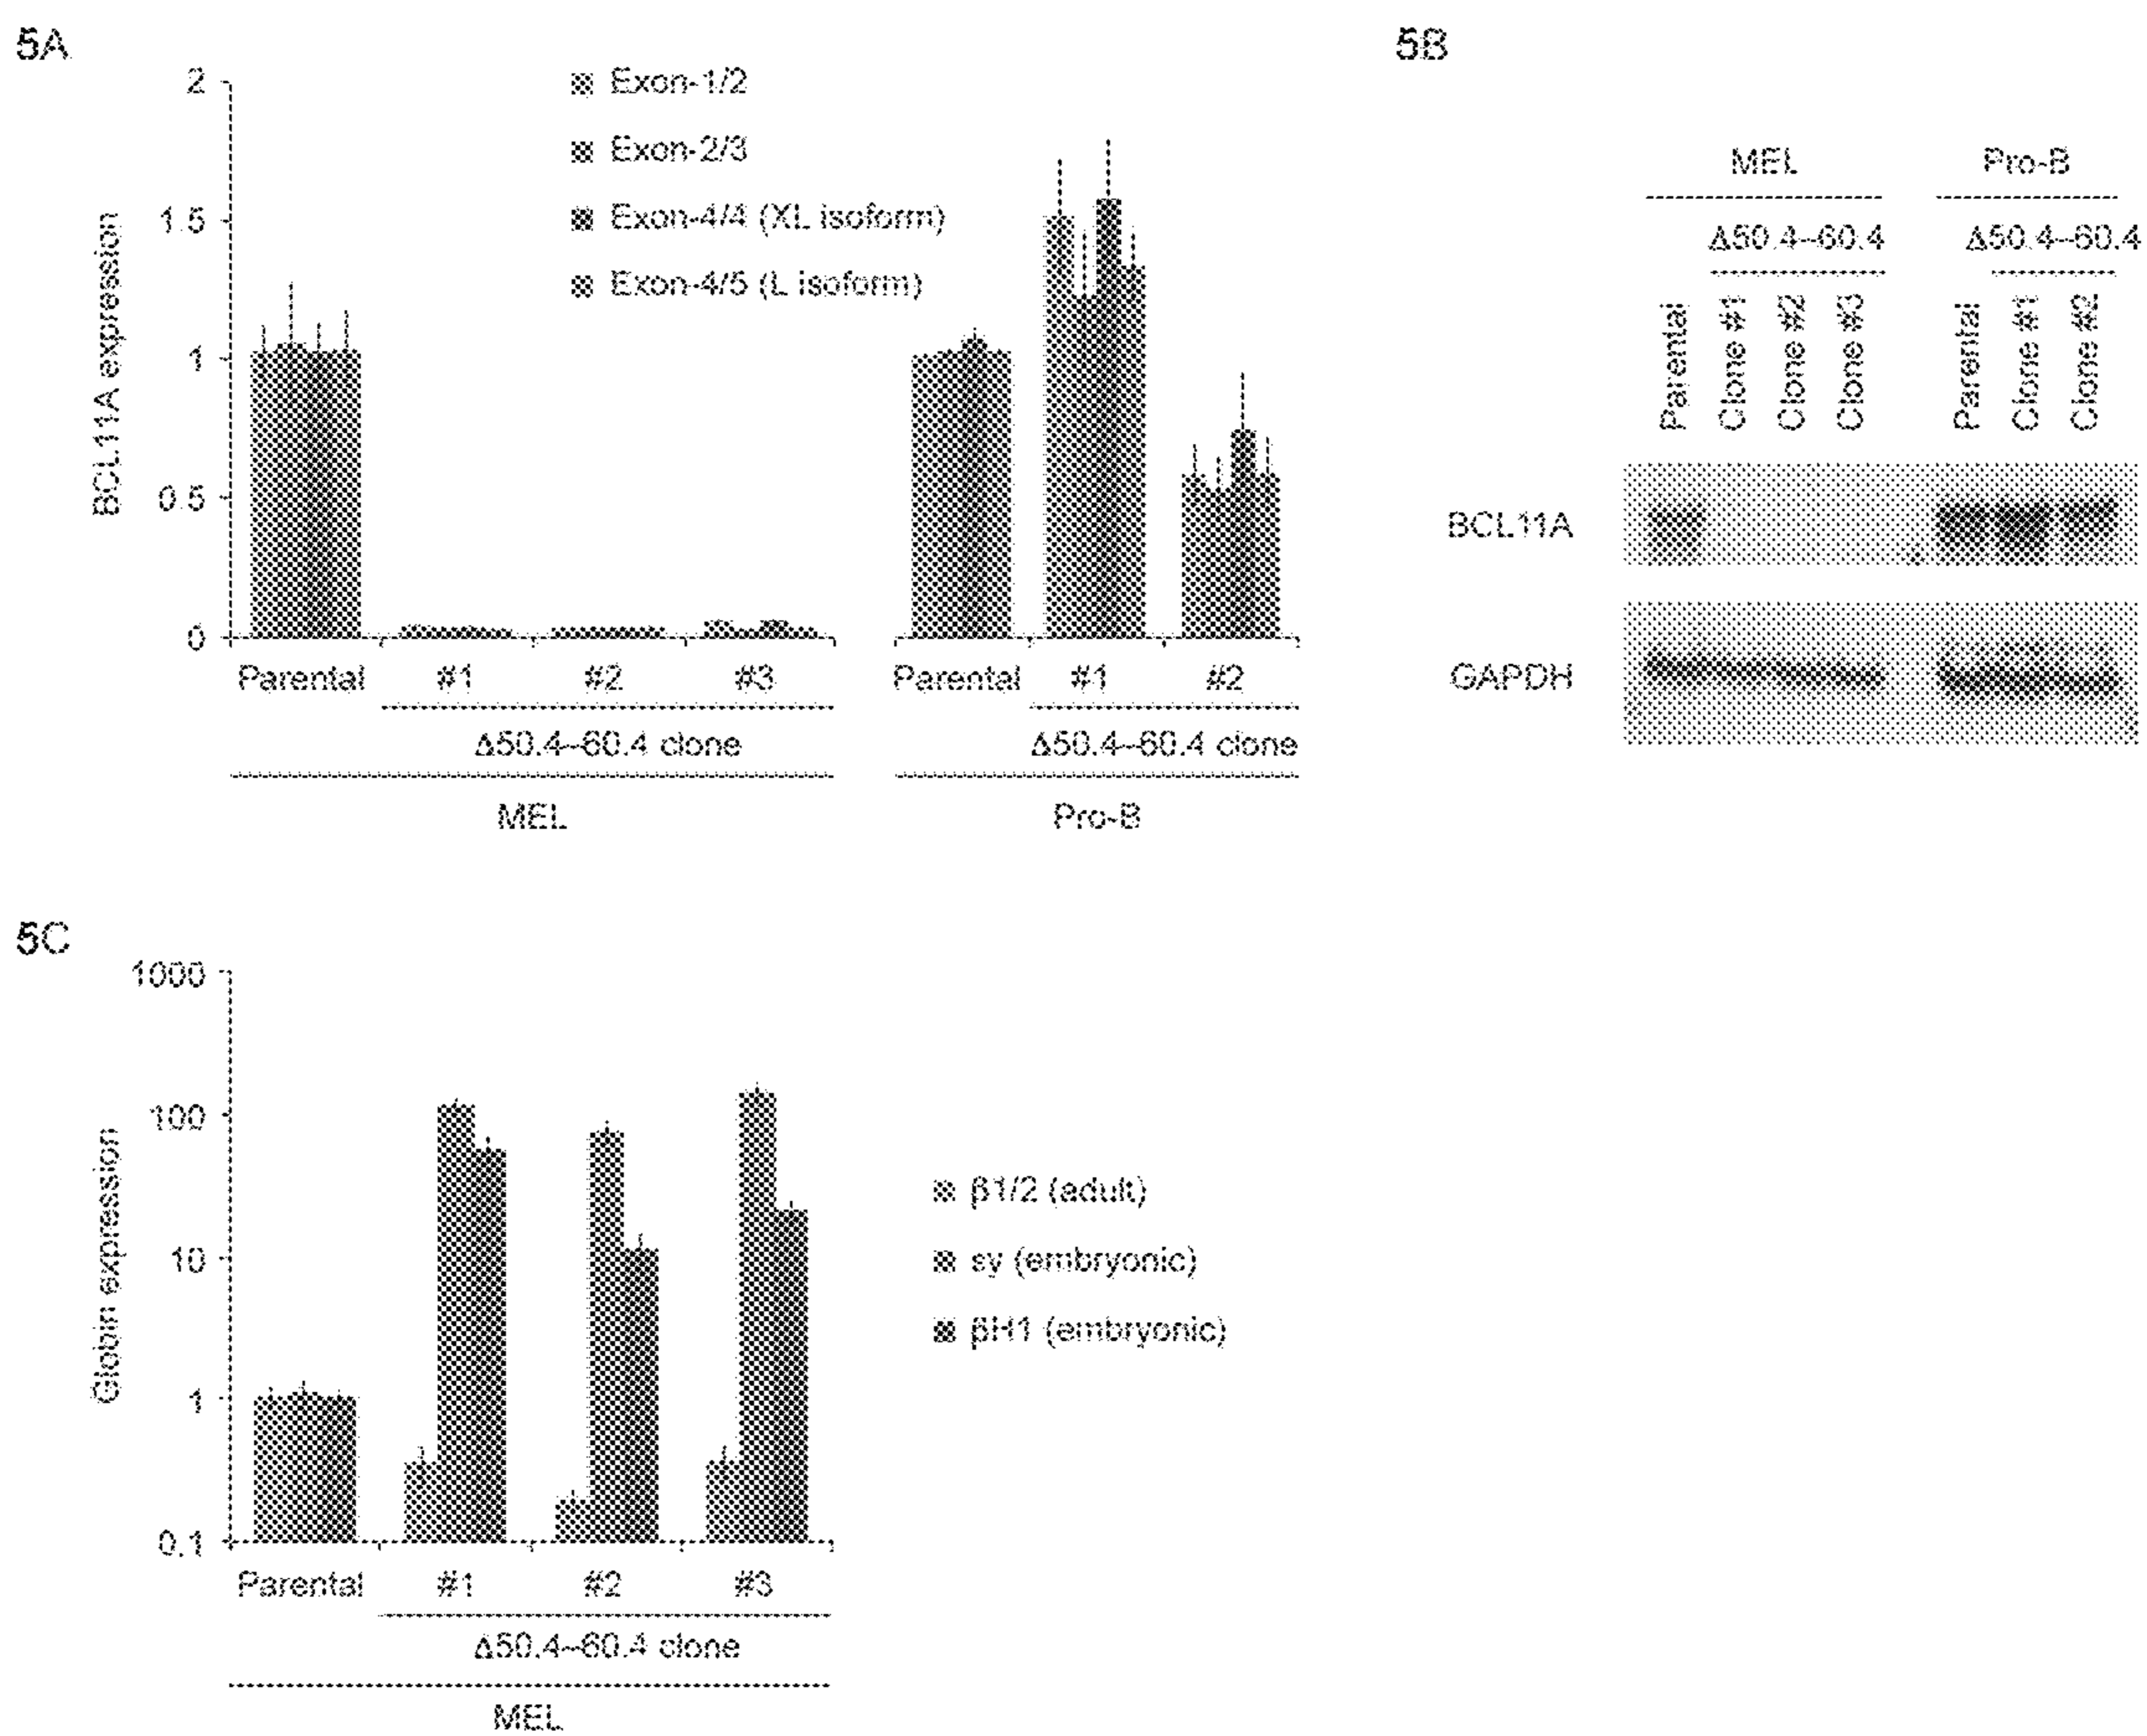 5A
2
1.5
1
0.5
0
BCL11A expression
Exon-1/2
Exon-2/3
Exon-4/4 (XL isoform)
Exon-4/5 (L isoform)
Parental #1 #2 #3
Δ50.4-60.4 clone
MEL
Parental #1 #2
Δ50.4-60.4 clone
Pro-B
5B
MEL Pro-B
Δ50.4-60.4 Δ50.4-60.4
Parental
Clone #1
Clone #2
Clone #3
Parental
Clone #1
Clone #2
BCL11A
GAPDH
5C
1000
100
10
1
0.1
Globin expression
β1/2 (adult)
εy (embryonic)
βH1 (embryonic)
Parental #1 #2 #3
Δ50.4-60.4 clone
MEL